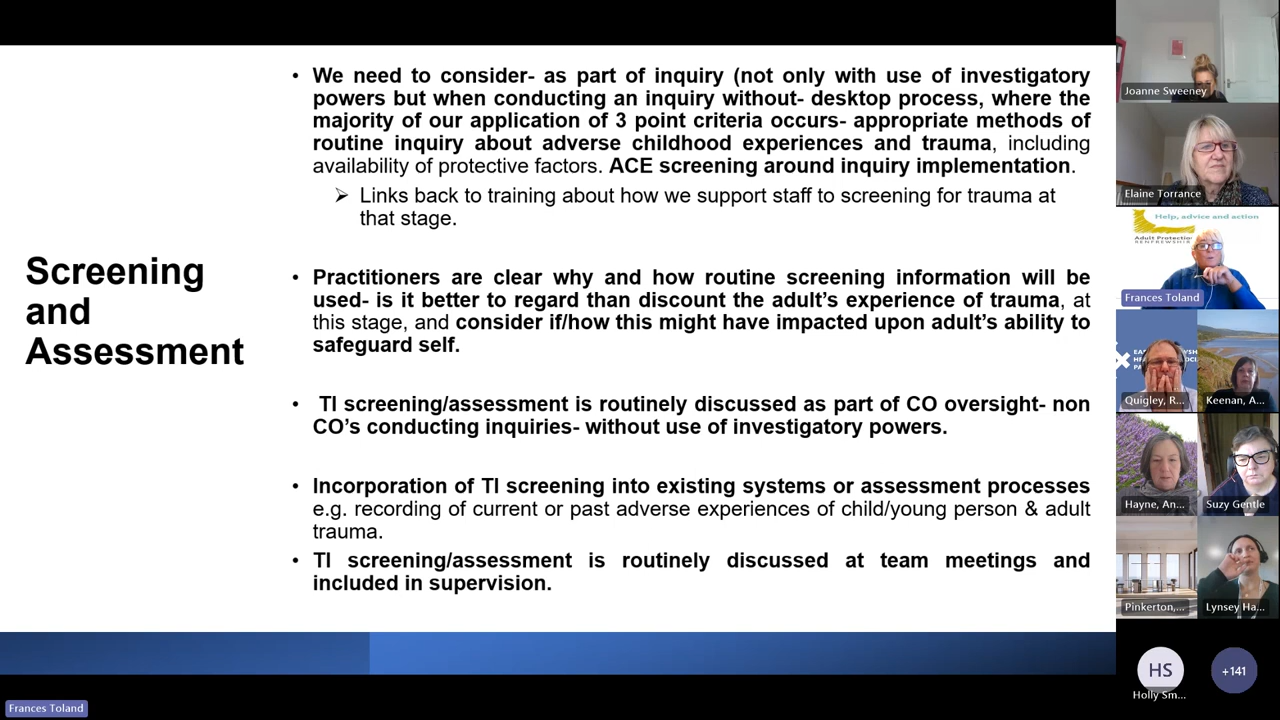 Screening
and
Assessment
• We need to consider- as part of inquiry (not only with use of investigatory
powers but when conducting an inquiry without- desktop process, where the
majority of our application of 3 point criteria occurs- appropriate methods of
routine inquiry about adverse childhood experiences and trauma, including
availability of protective factors. ACE screening around inquiry implementation.
➢ Links back to training about how we support staff to screening for trauma at
that stage.
• Practitioners are clear why and how routine screening information will be
used- is it better to regard than discount the adult's experience of trauma, at
this stage, and consider if/how this might have impacted upon adult's ability to
safeguard self.
• TI screening/assessment is routinely discussed as part of CO oversight- non
CO's conducting inquiries- without use of investigatory powers.
• Incorporation of TI screening into existing systems or assessment processes
e.g. recording of current or past adverse experiences of child/young person & adult
trauma.
• TI screening/assessment is routinely discussed at team meetings and
included in supervision.
Frances Toland
Joanne Sweeney
Elaine Torrance
Help, advice and action
Adult Protection
Frances Toland
Quigley, R...
Keenan, A...
Hayne, An...
Suzy Gentle
Pinkerton,...
Lynsey Ha...
HS
Holly Sm...
+141